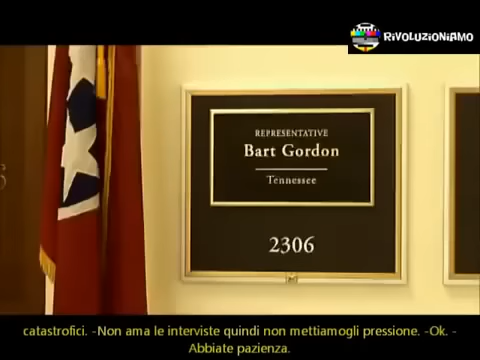 RiVOLUZIONiAMO
REPRESENTATIVE
Bart Gordon
Tennessee
2306
catastrofici. -Non ama le interviste quindi non mettiamogli pressione. -Ok. -
Abbiate pazienza.